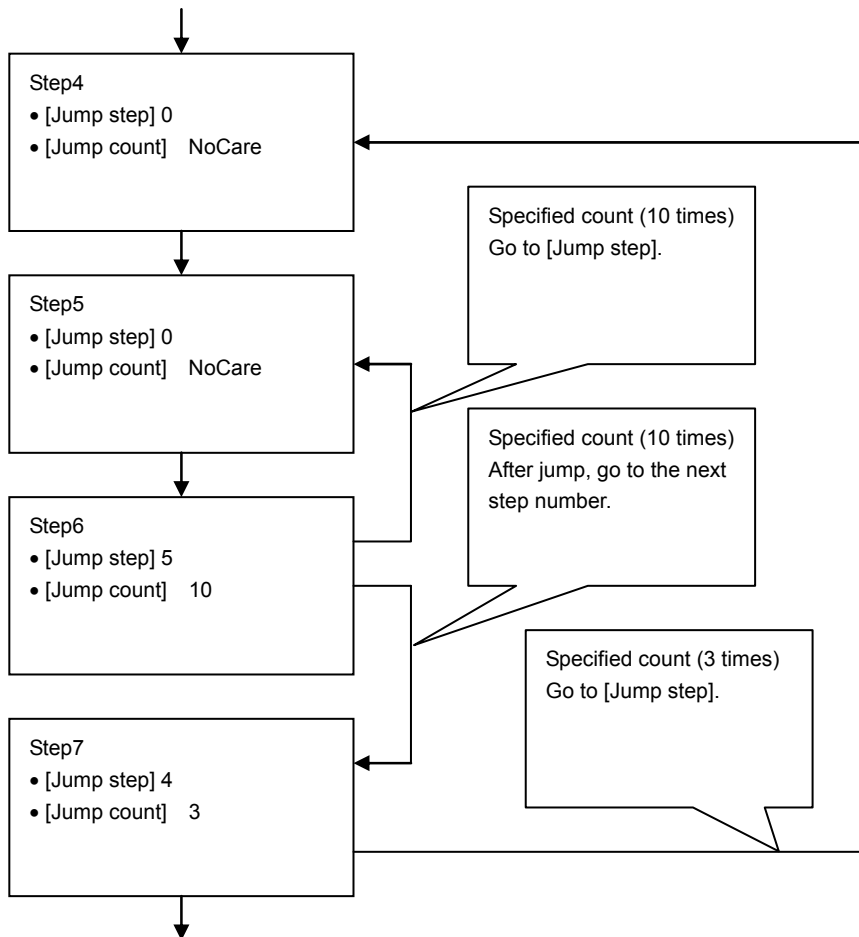 Step4
• [Jump step] 0
• [Jump count] NoCare
Specified count (10 times)
Go to [Jump step].
Step5
• [Jump step] 0
• [Jump count] NoCare
Specified count (10 times)
After jump, go to the next
step number.
Step6
• [Jump step] 5
• [Jump count] 10
Specified count (3 times)
Go to [Jump step].
Step7
• [Jump step] 4
• [Jump count] 3